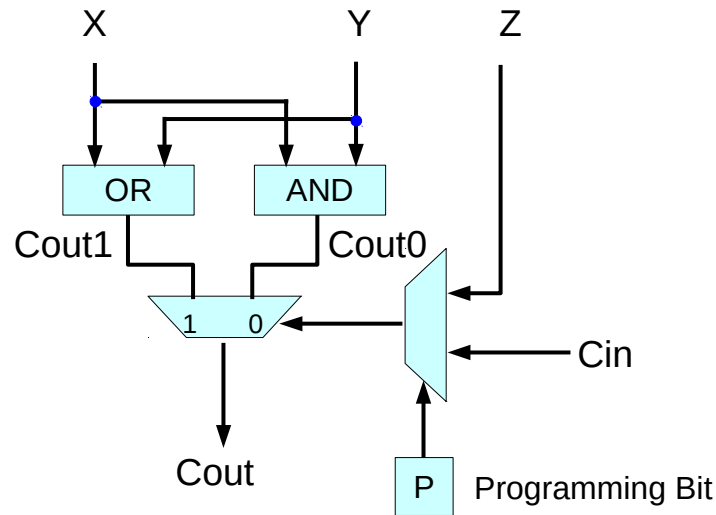 X Y Z
OR AND
Cout1 Cout0
1 0
Cin
Cout
P Programming Bit